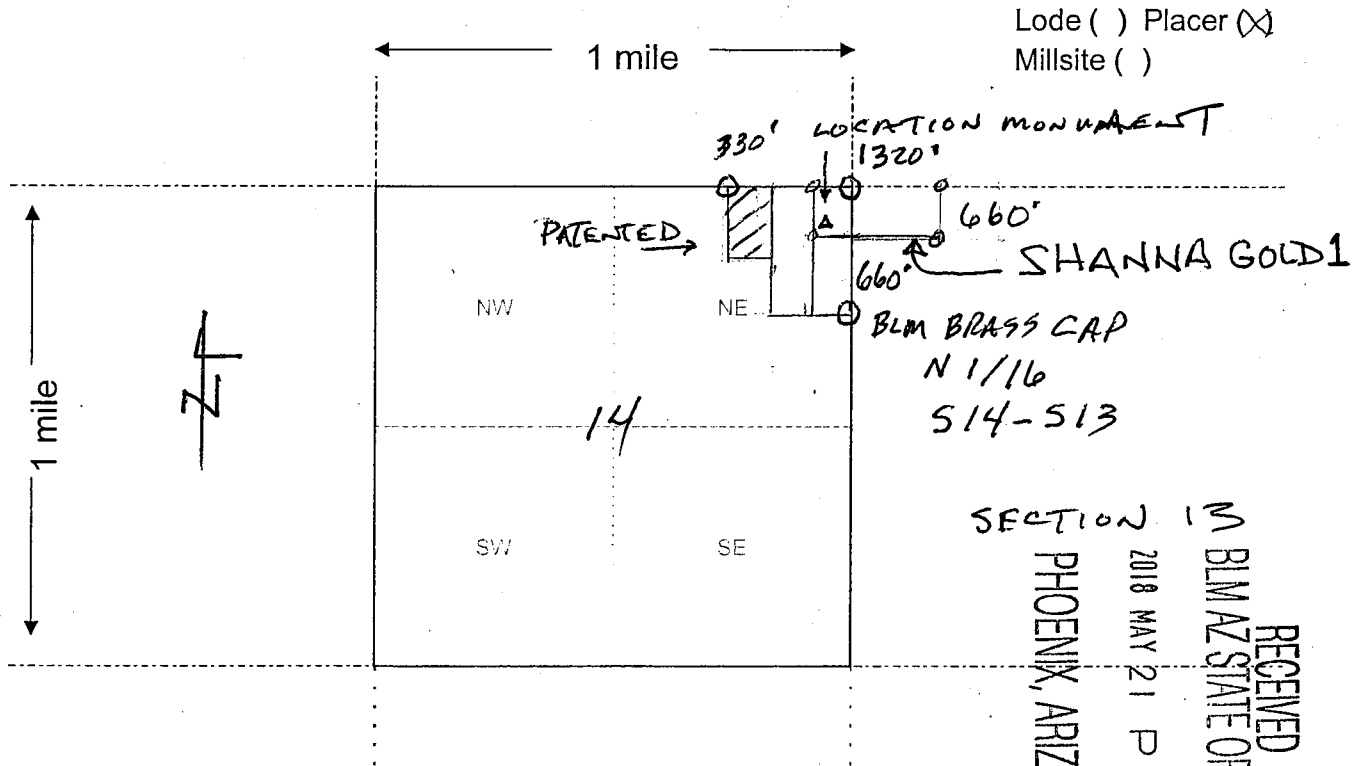 Lode ( ) Placer (X)
Millsite ( )
1 mile
330' LOCATION MONUMENT
1320'
660'
PATENTED
SHANNA GOLD1
660'
NW
NE
BLM BRASS CAP
N 1/16
S14-S13
N
1 mile
14
SECTION 13
SW
SE
RECEIVED
BLM AZ STATE OF
2018 MAY 21 P
PHOENIX, ARIZ